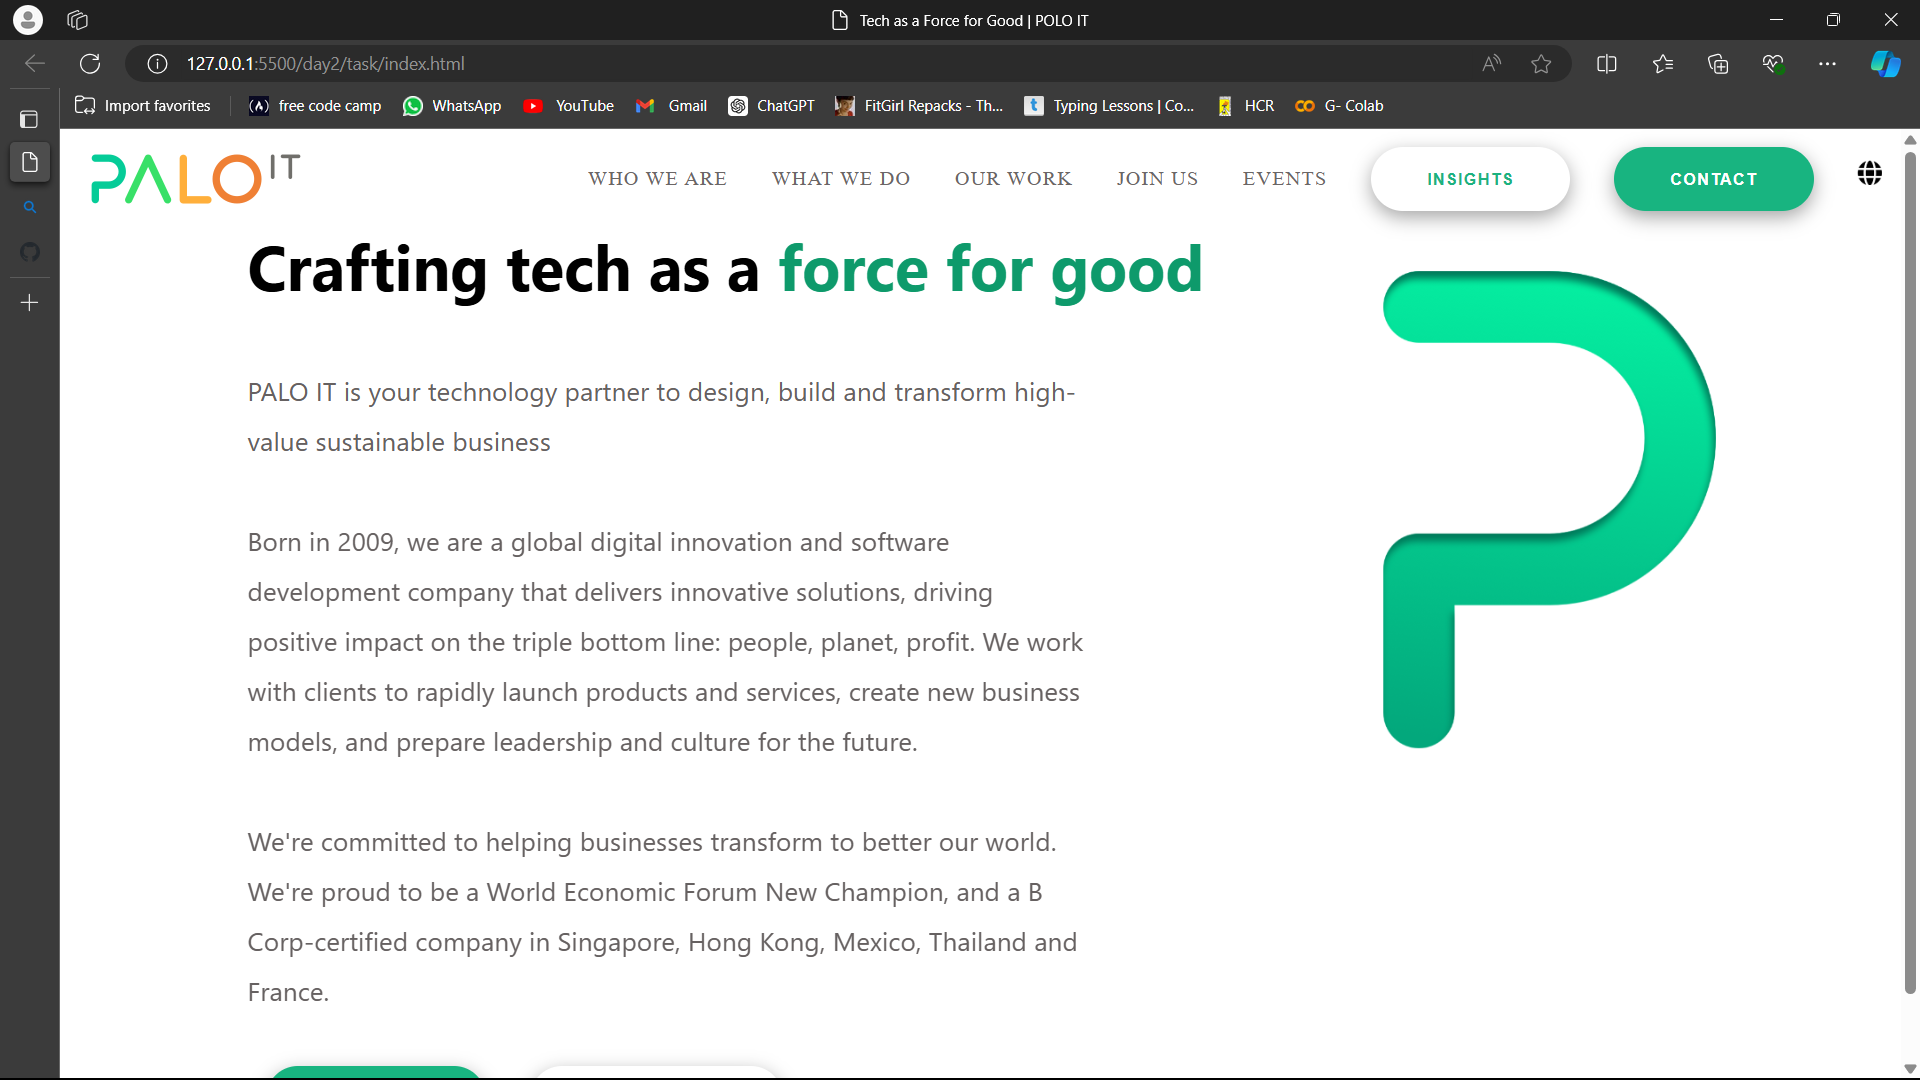 Tech as a Force for Good | POLO IT
127.0.0.1:5500/day2/task/index.html
Import favorites
free code camp
WhatsApp
YouTube
Gmail
ChatGPT
FitGirl Repacks - Th...
Typing Lessons | Co...
HCR
G- Colab
PALO IT
WHO WE ARE
WHAT WE DO
OUR WORK
JOIN US
EVENTS
INSIGHTS
CONTACT
Crafting tech as a force for good
PALO IT is your technology partner to design, build and transform high-
value sustainable business
Born in 2009, we are a global digital innovation and software
development company that delivers innovative solutions, driving
positive impact on the triple bottom line: people, planet, profit. We work
with clients to rapidly launch products and services, create new business
models, and prepare leadership and culture for the future.
We're committed to helping businesses transform to better our world.
We're proud to be a World Economic Forum New Champion, and a B
Corp-certified company in Singapore, Hong Kong, Mexico, Thailand and
France.